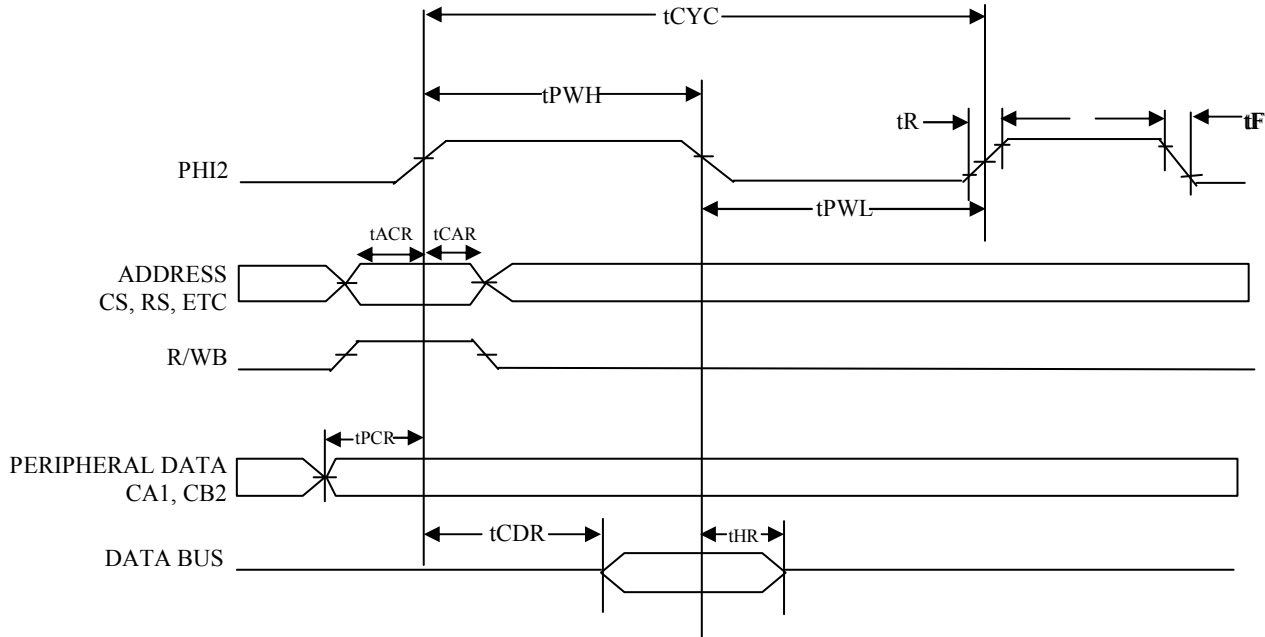 tCYC
tPWH
tR
tF
PHI2
tPWL
tACR
tCAR
ADDRESS
CS, RS, ETC
R/WB
tPCR
PERIPHERAL DATA
CA1, CB2
tCDR
tHR
DATA BUS